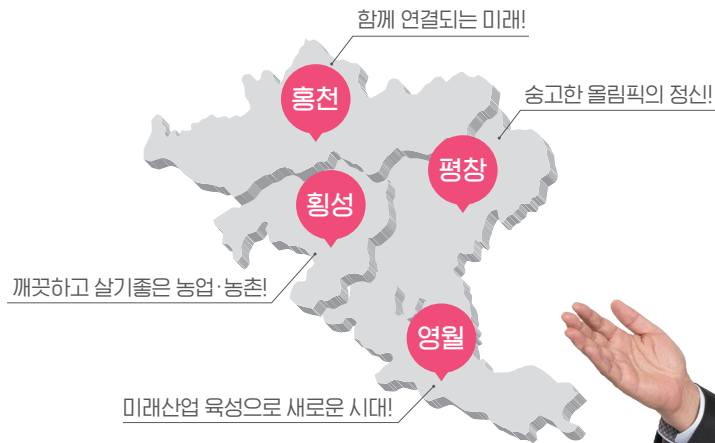 함께 연결되는 미래!
홍천
숭고한 올림픽의 정신!
평창
횡성
깨끗하고 살기좋은 농업·농촌!
영월
미래산업 육성으로 새로운 시대!